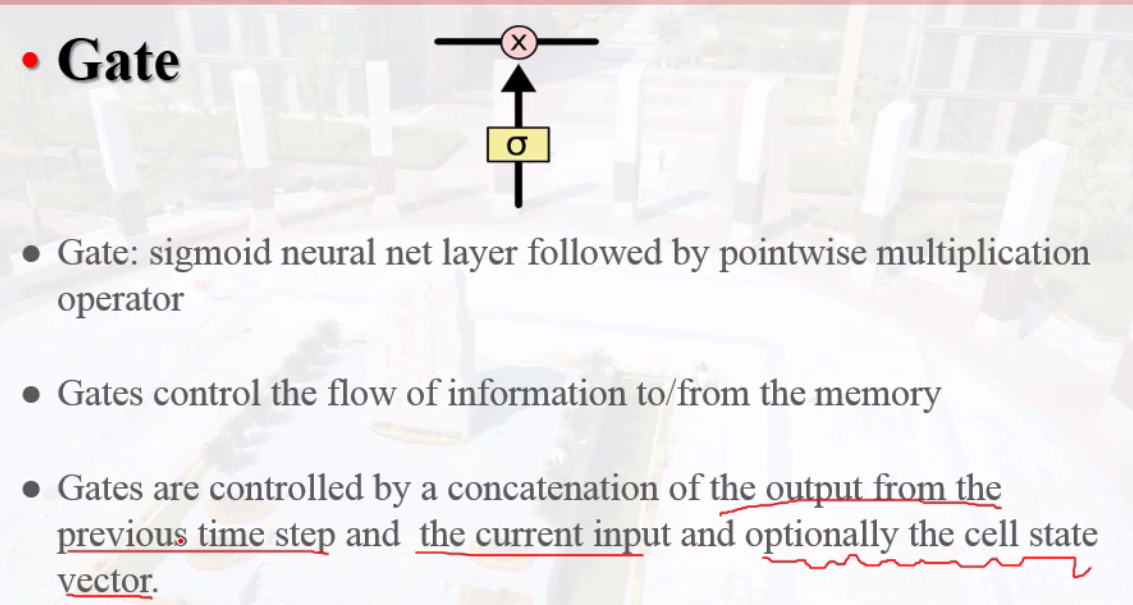 • Gate
x
σ
● Gate: sigmoid neural net layer followed by pointwise multiplication
operator
● Gates control the flow of information to/from the memory
● Gates are controlled by a concatenation of the output from the
previous time step and the current input and optionally the cell state
vector.